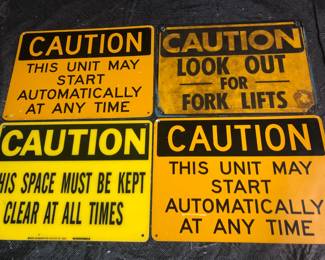 CAUTION
THIS UNIT MAY
START
AUTOMATICALLY
AT ANY TIME
CAUTION
LOOK OUT
FOR
FORK LIFTS
CAUTION
HIS SPACE MUST BE KEPT
CLEAR AT ALL TIMES
CAUTION
THIS UNIT MAY
START
AUTOMATICALLY
AT ANY TIME